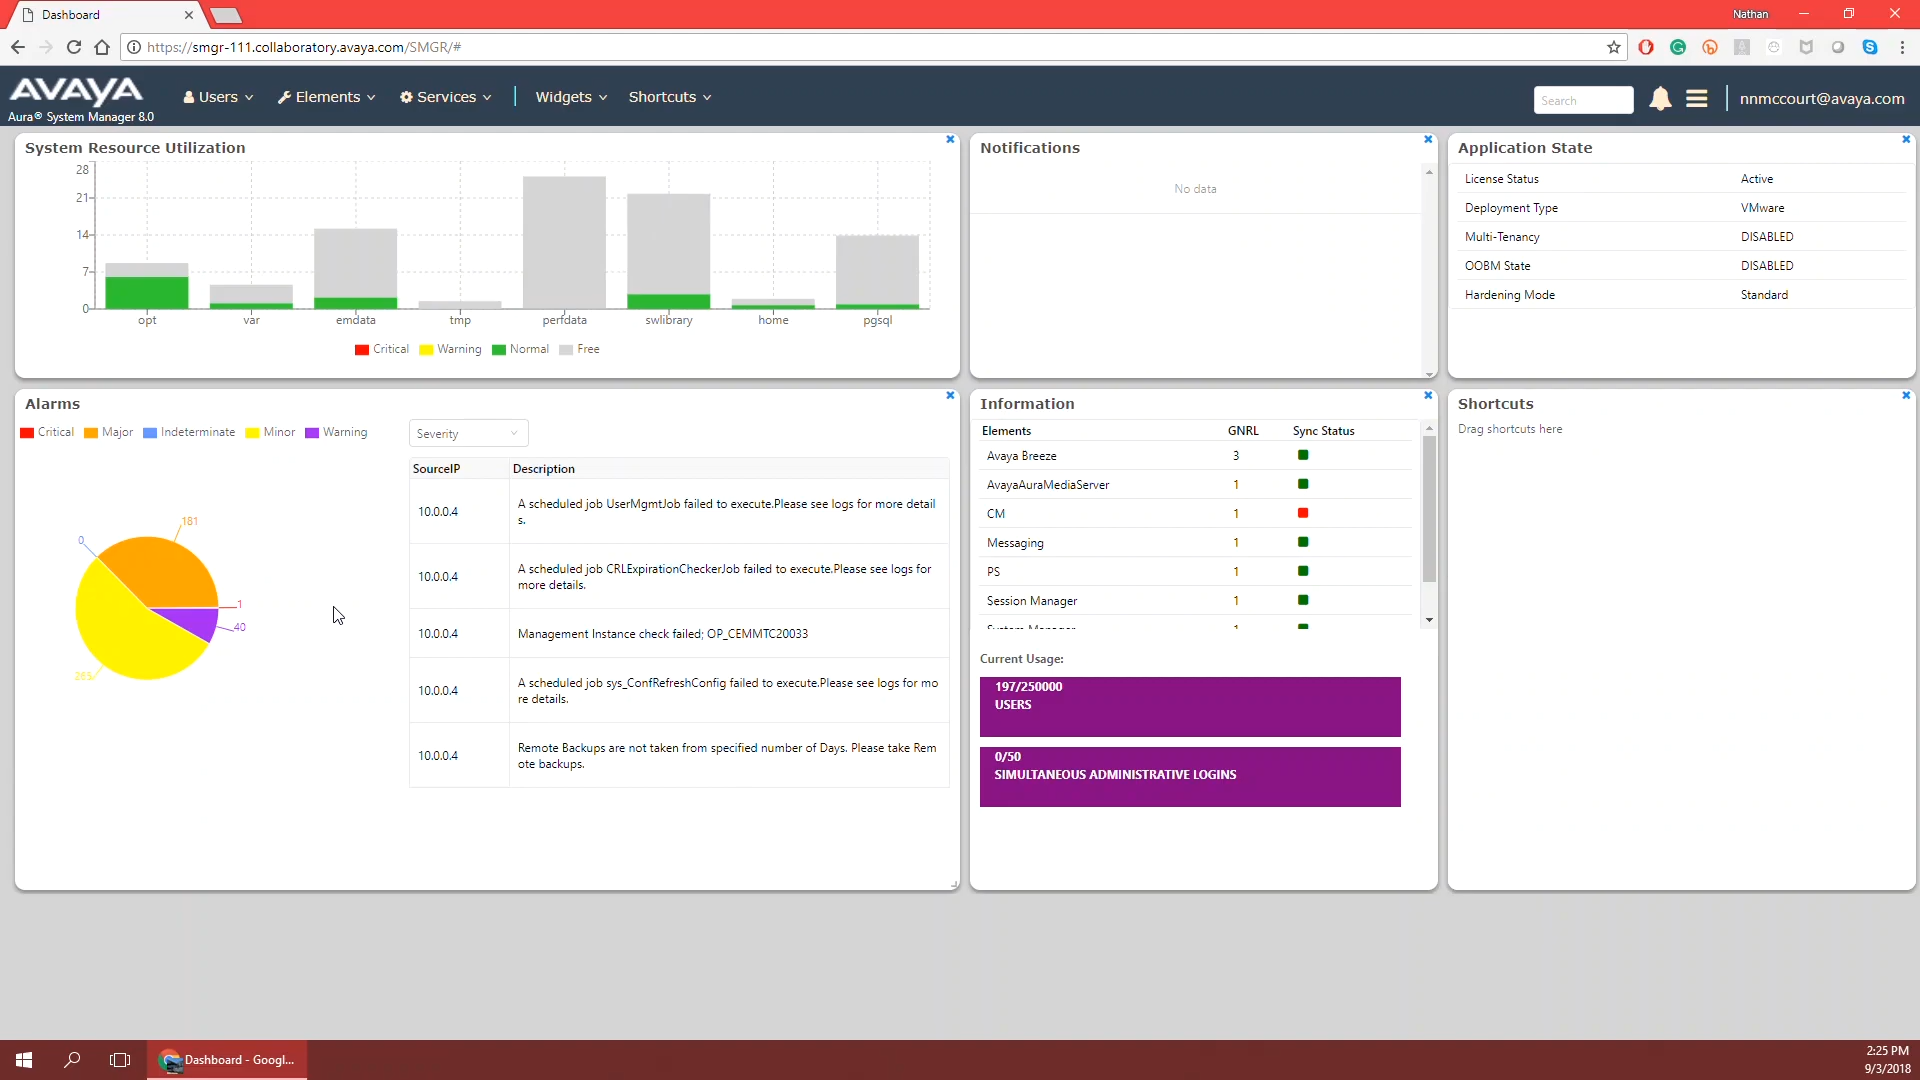 Dashboard
Nathan
https://smgr-111.collaboratory.avaya.com/SMGR/#
AVAYA
Aura® System Manager 8.0
Users
Elements
Services
Widgets
Shortcuts
Search
nnmccourt@avaya.com
System Resource Utilization
28
21
14
7
0
opt
var
emdata
tmp
perfdata
swlibrary
home
pgsql
Critical
Warning
Normal
Free
Notifications
No data
Application State
License Status Active
Deployment Type VMware
Multi-Tenancy DISABLED
OOBM State DISABLED
Hardening Mode Standard
Alarms
Critical
Major
Indeterminate
Minor
Warning
181
0
1
40
265
Severity
SourceIP Description
10.0.0.4 A scheduled job UserMgmtJob failed to execute.Please see logs for more detail
s.
10.0.0.4 A scheduled job CRLExpirationCheckerJob failed to execute.Please see logs for
more details.
10.0.0.4 Management Instance check failed; OP_CEMMTC20033
10.0.0.4 A scheduled job sys_ConfRefreshConfig failed to execute.Please see logs for mo
re details.
10.0.0.4 Remote Backups are not taken from specified number of Days. Please take Rem
ote backups.
Information
Elements GNRL Sync Status
Avaya Breeze 3
AvayaAuraMediaServer 1
CM 1
Messaging 1
PS 1
Session Manager 1
System Manager 1
Current Usage:
197/250000
USERS
0/50
SIMULTANEOUS ADMINISTRATIVE LOGINS
Shortcuts
Drag shortcuts here
Dashboard - Googl...
2:25 PM
9/3/2018